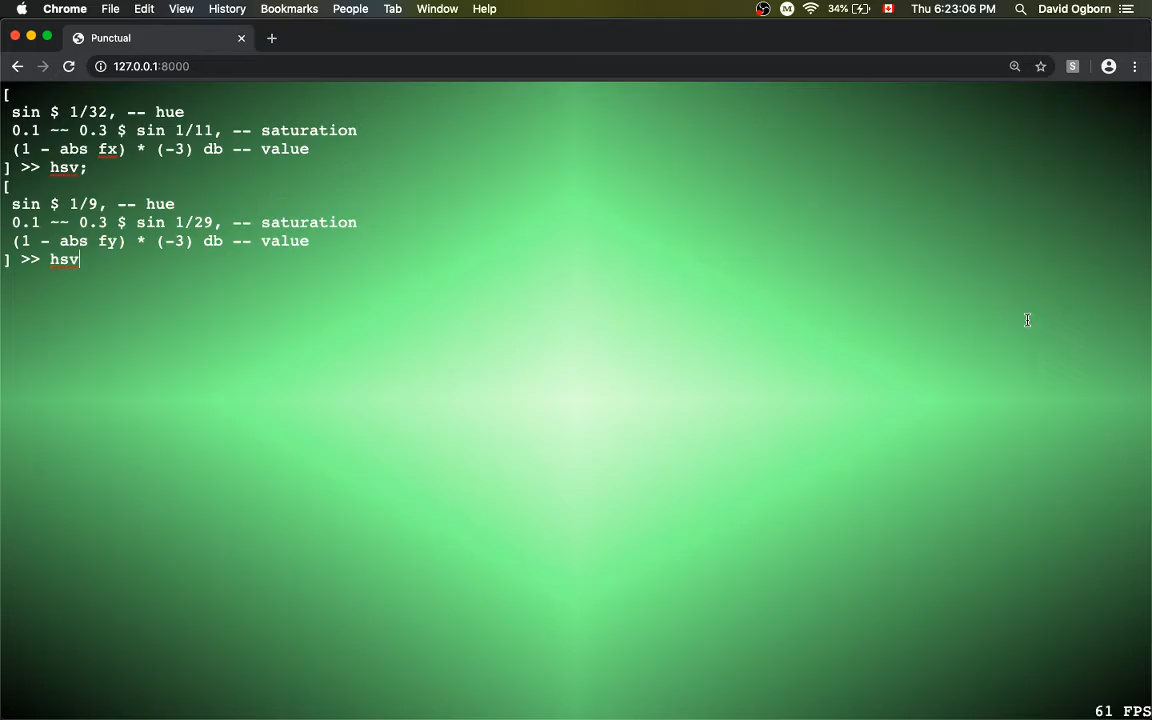 Chrome File Edit View History Bookmarks People Tab Window Help M 34% Thu 6:23:06 PM David Ogborn
Punctual
127.0.0.1:8000 S
[
sin $ 1/32, -- hue
0.1 ~~ 0.3 $ sin 1/11, -- saturation
(1 - abs fx) * (-3) db -- value
] >> hsv;
[
sin $ 1/9, -- hue
0.1 ~~ 0.3 $ sin 1/29, -- saturation
(1 - abs fy) * (-3) db -- value
] >> hsv
61 FPS